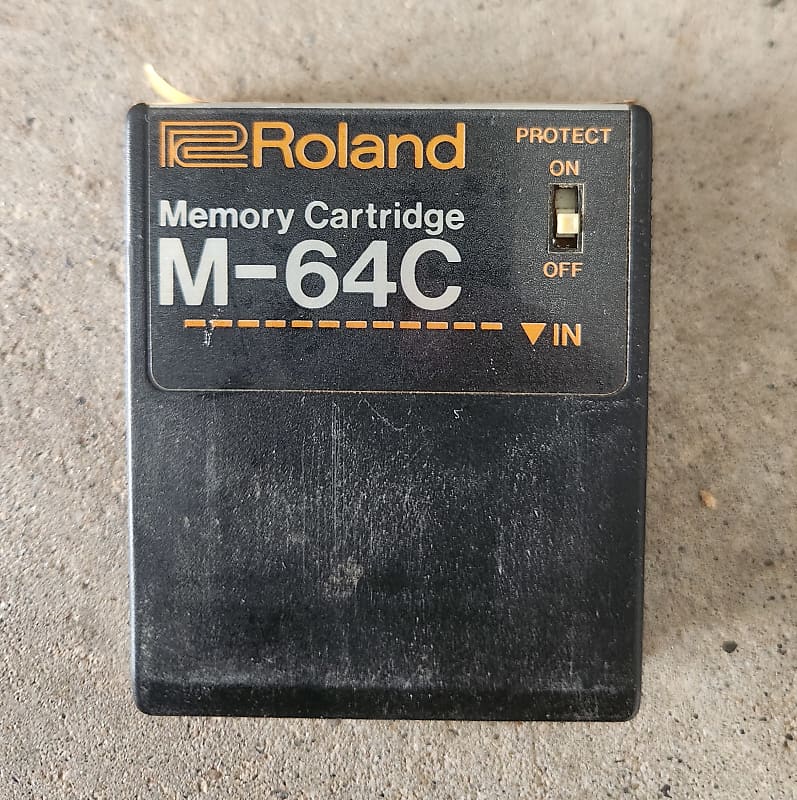 Roland
PROTECT
ON
Memory Cartridge
M-64C
OFF
▼IN